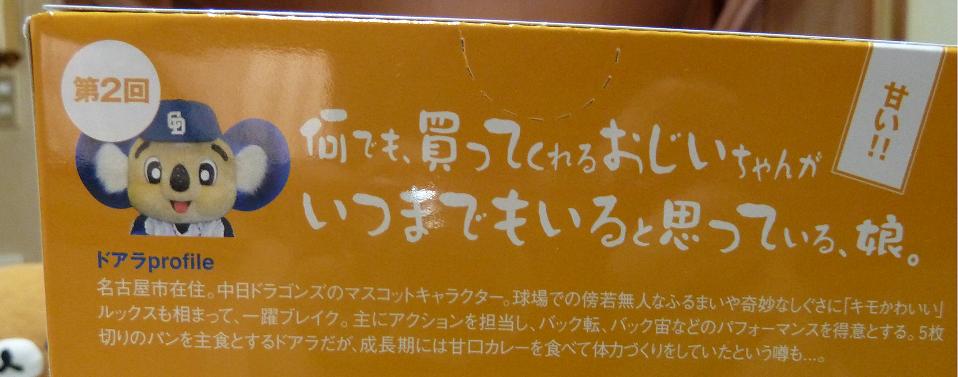 第2回
甘い!!
何でも、買ってくれるおじいちゃんが
いつまでもいると思っている、娘。
ドアラprofile
名古屋市在住。中日ドラゴンズのマスコットキャラクター。球場での傍若無人なふるまいや奇妙なしぐさに「キモかわいい」
ルックスも相まって、一躍ブレイク。主にアクションを担当し、バック転、バック宙などのパフォーマンスを得意とする。5枚
切りのパンを主食とするドアラだが、成長期には甘口カレーを食べて体力づくりをしていたという噂も…。
CD